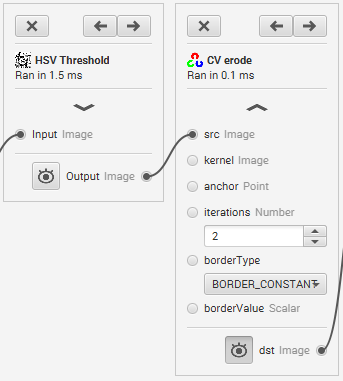 HSV Threshold
Ran in 1.5 ms
Input Image
Output Image
CV erode
Ran in 0.1 ms
src Image
kernel Image
anchor Point
iterations Number
2
borderType
BORDER_CONSTANT
borderValue Scalar
dst Image